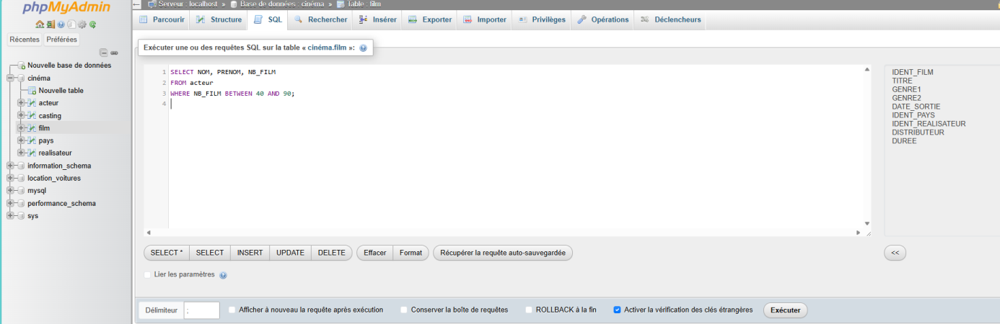 phpMyAdmin
Récentes Préférées
Nouvelle base de données
cinéma
Nouvelle table
acteur
casting
film
pays
realisateur
information_schema
location_voitures
mysql
performance_schema
sys
Serveur : localhost » Base de données : cinéma » Table : film
Parcourir Structure SQL Rechercher Insérer Exporter Importer Privilèges Opérations Déclencheurs
Exécuter une ou des requêtes SQL sur la table « cinéma.film »:
1 SELECT NOM, PRENOM, NB_FILM
2 FROM acteur
3 WHERE NB_FILM BETWEEN 40 AND 90;
4
IDENT_FILM
TITRE
GENRE1
GENRE2
DATE_SORTIE
IDENT_PAYS
IDENT_REALISATEUR
DISTRIBUTEUR
DUREE
SELECT * SELECT INSERT UPDATE DELETE Effacer Format Récupérer la requête auto-sauvegardée <<
Lier les paramètres
Délimiteur ; Afficher à nouveau la requête après exécution Conserver la boîte de requêtes ROLLBACK à la fin Activer la vérification des clés étrangères Exécuter